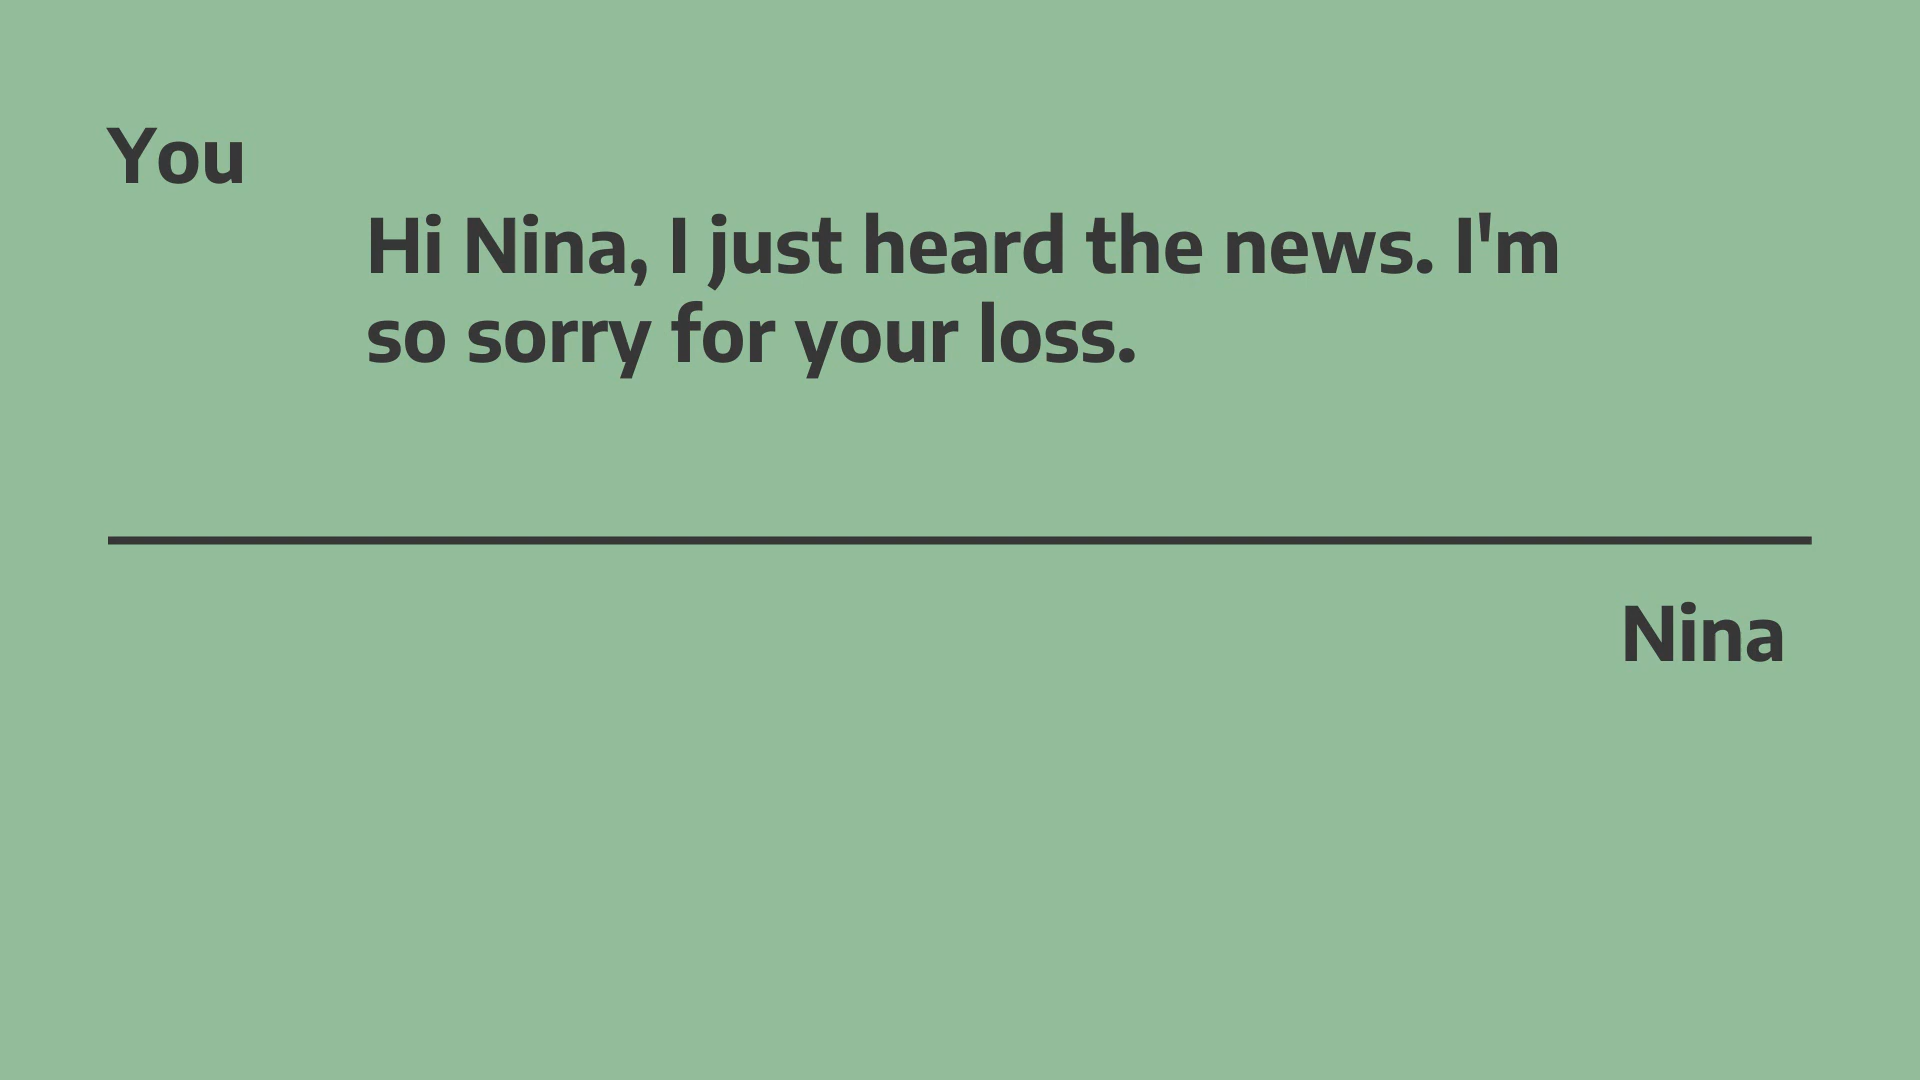 You
Hi Nina, I just heard the news. I'm
so sorry for your loss.
Nina